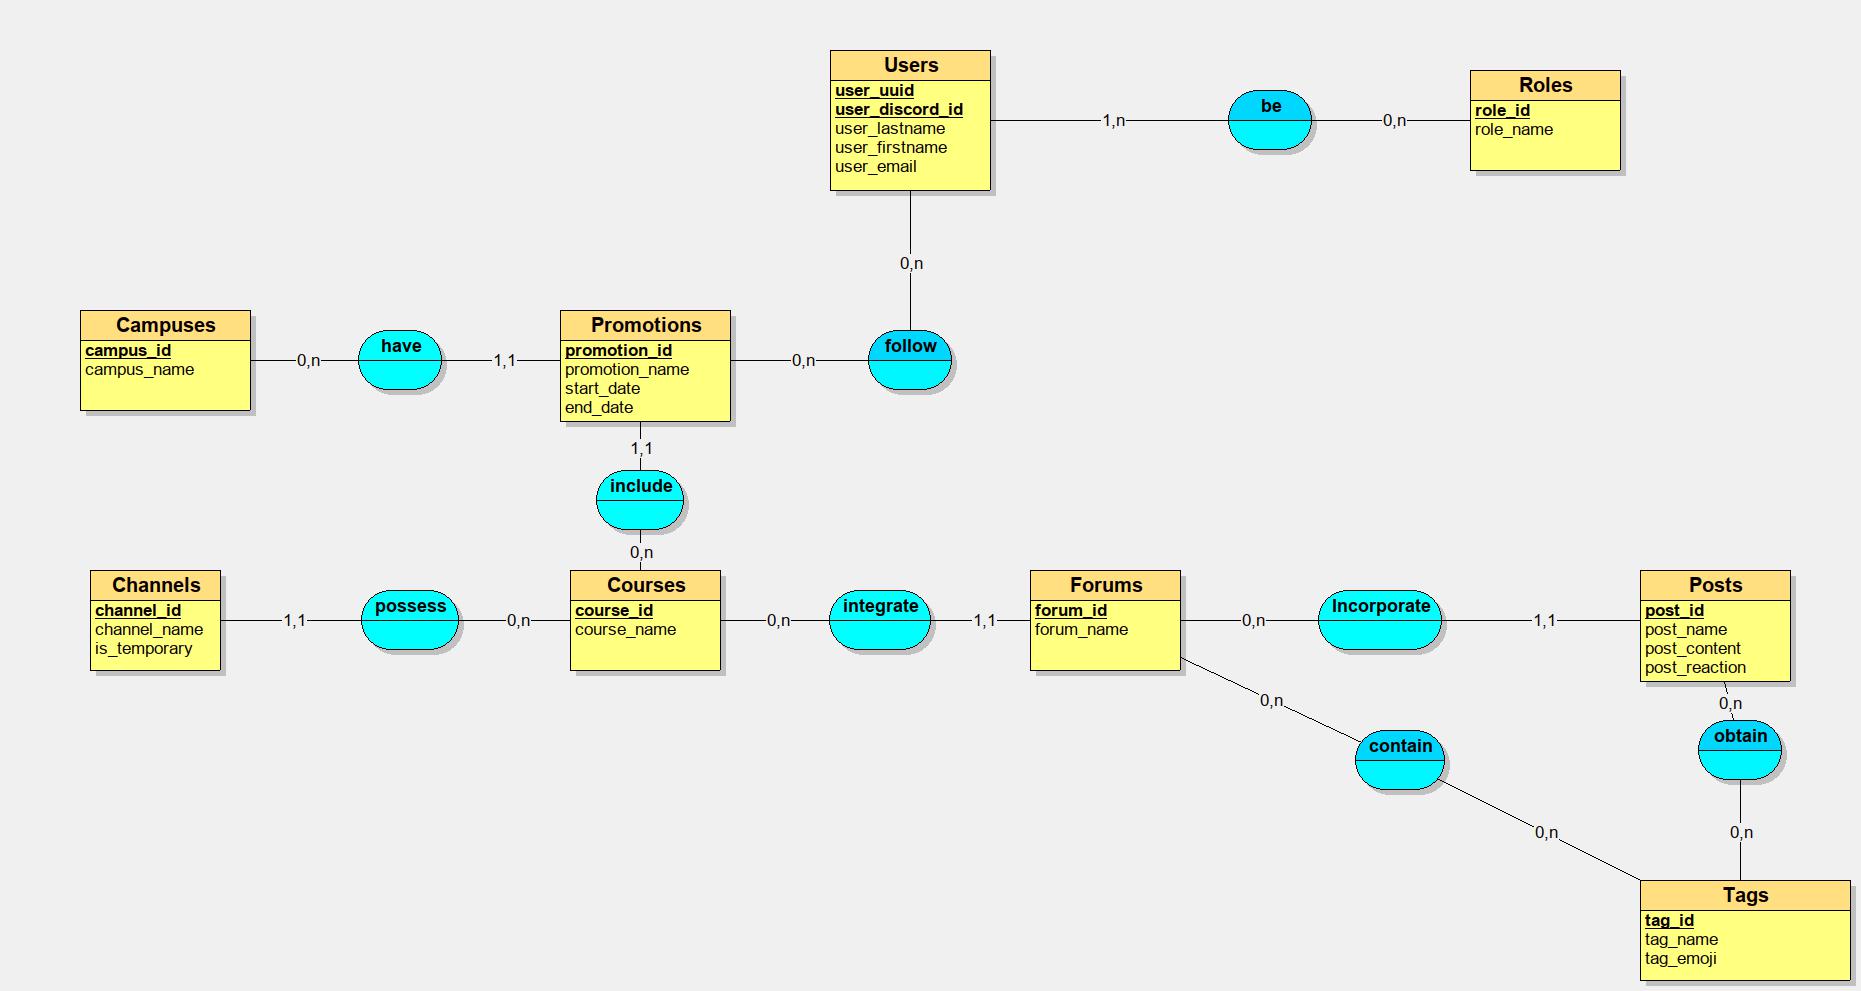 Users
user_uuid
user_discord_id
user_lastname
user_firstname
user_email
1,n
be
0,n
Roles
role_id
role_name
0,n
Campuses
campus_id
campus_name
0,n
have
1,1
Promotions
promotion_id
promotion_name
start_date
end_date
0,n
follow
1,1
include
0,n
Channels
channel_id
channel_name
is_temporary
1,1
possess
0,n
Courses
course_id
course_name
0,n
integrate
1,1
Forums
forum_id
forum_name
0,n
Incorporate
1,1
Posts
post_id
post_name
post_content
post_reaction
0,n
contain
0,n
0,n
obtain
0,n
Tags
tag_id
tag_name
tag_emoji